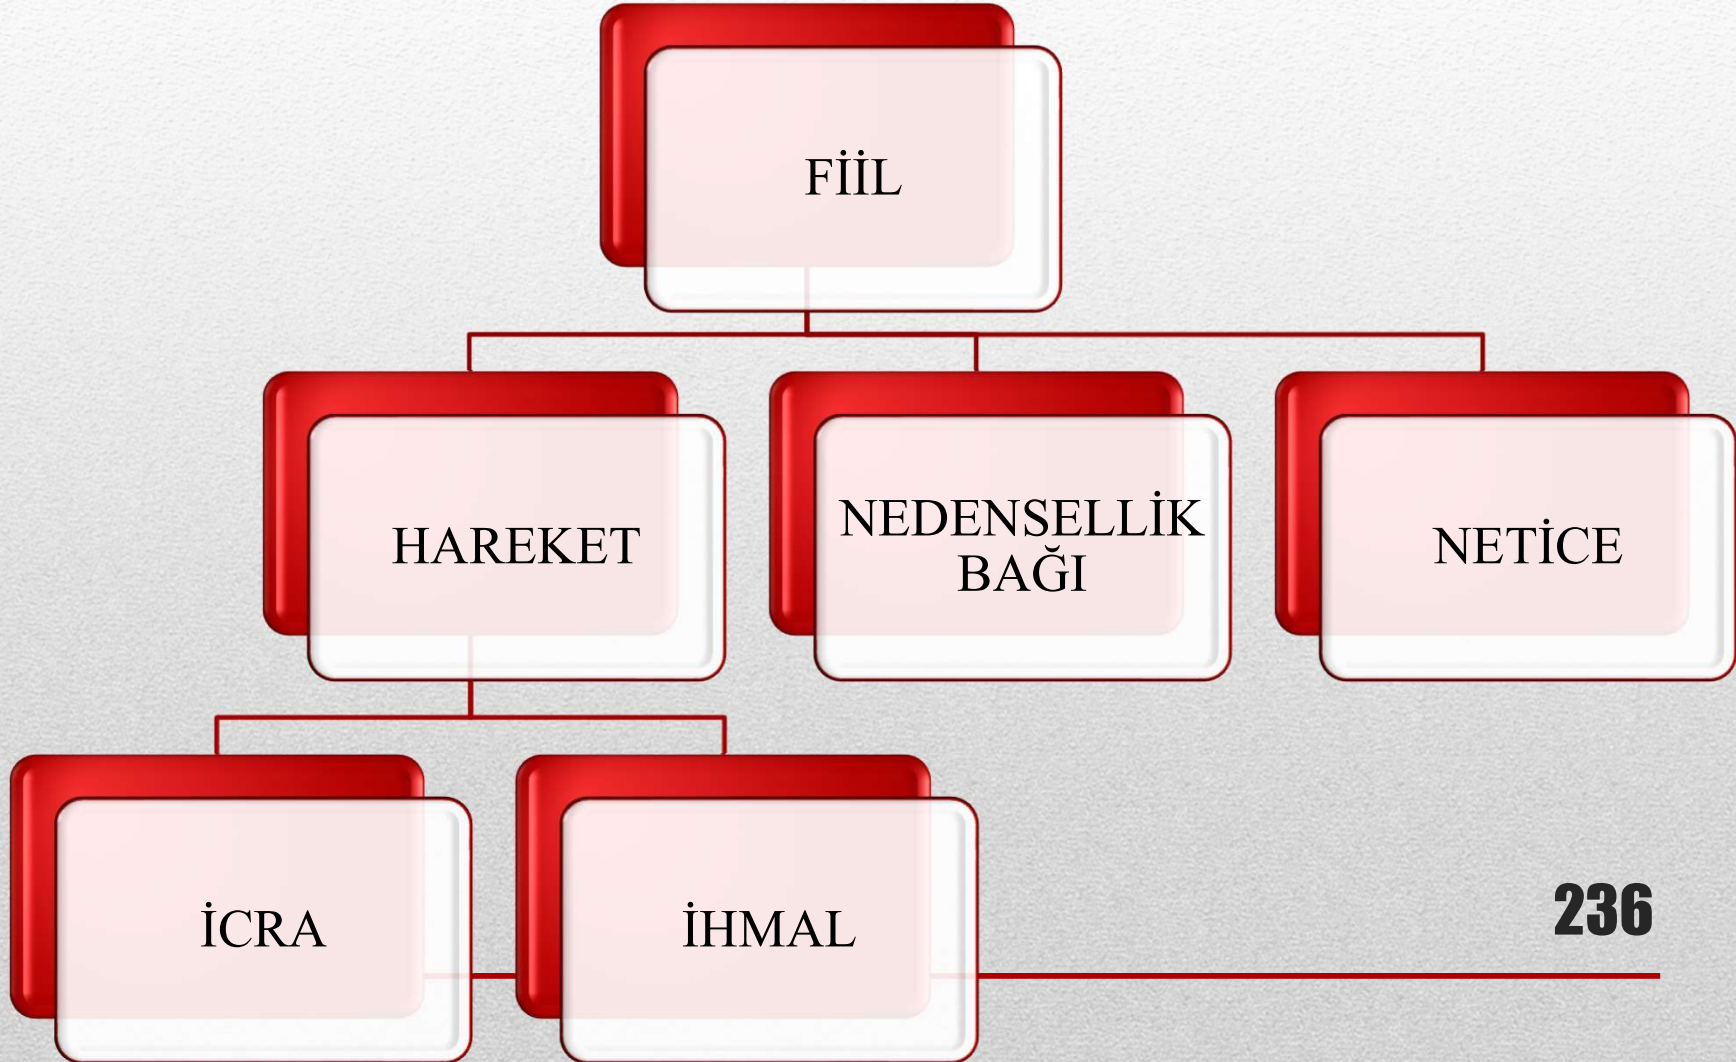 FİİL
HAREKET
NEDENSELLİK
BAĞI
NETİCE
İCRA
İHMAL
236